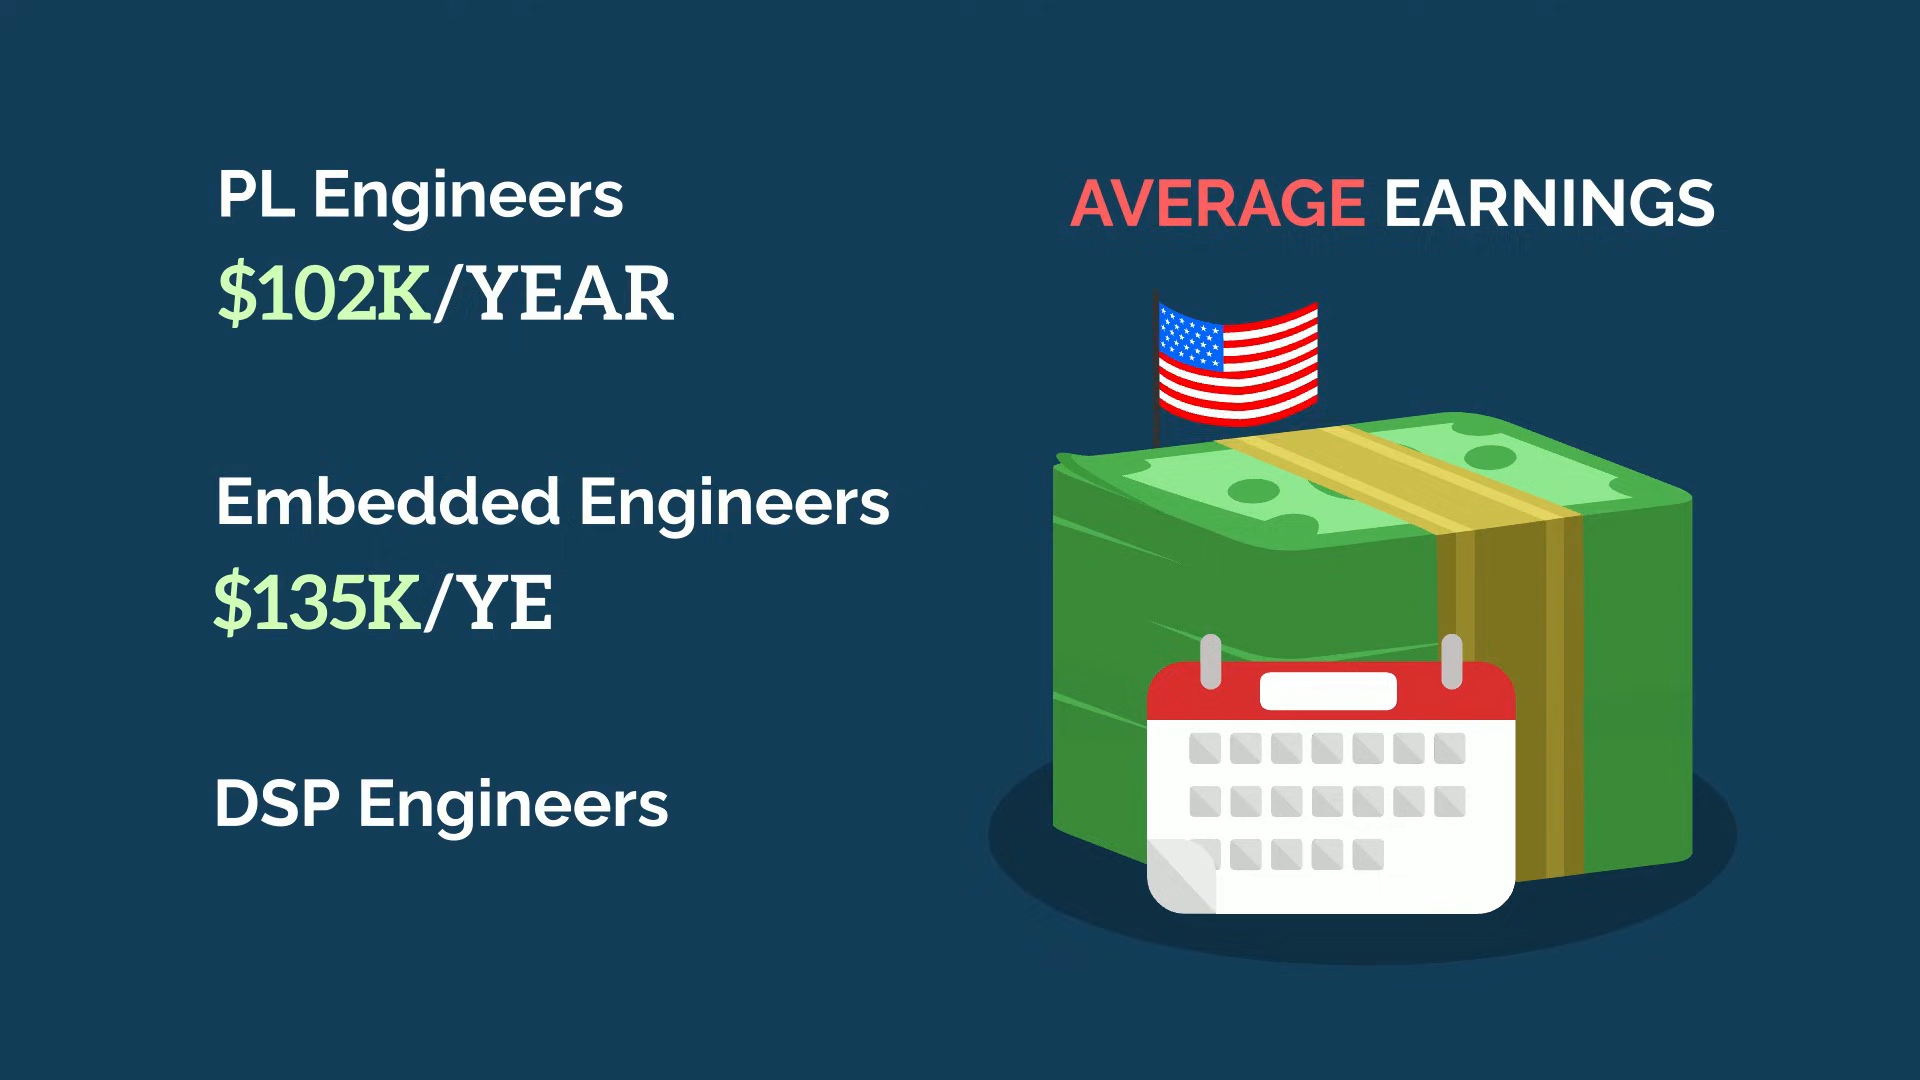 PL Engineers
$102K/YEAR
Embedded Engineers
$135K/YE
DSP Engineers
AVERAGE EARNINGS